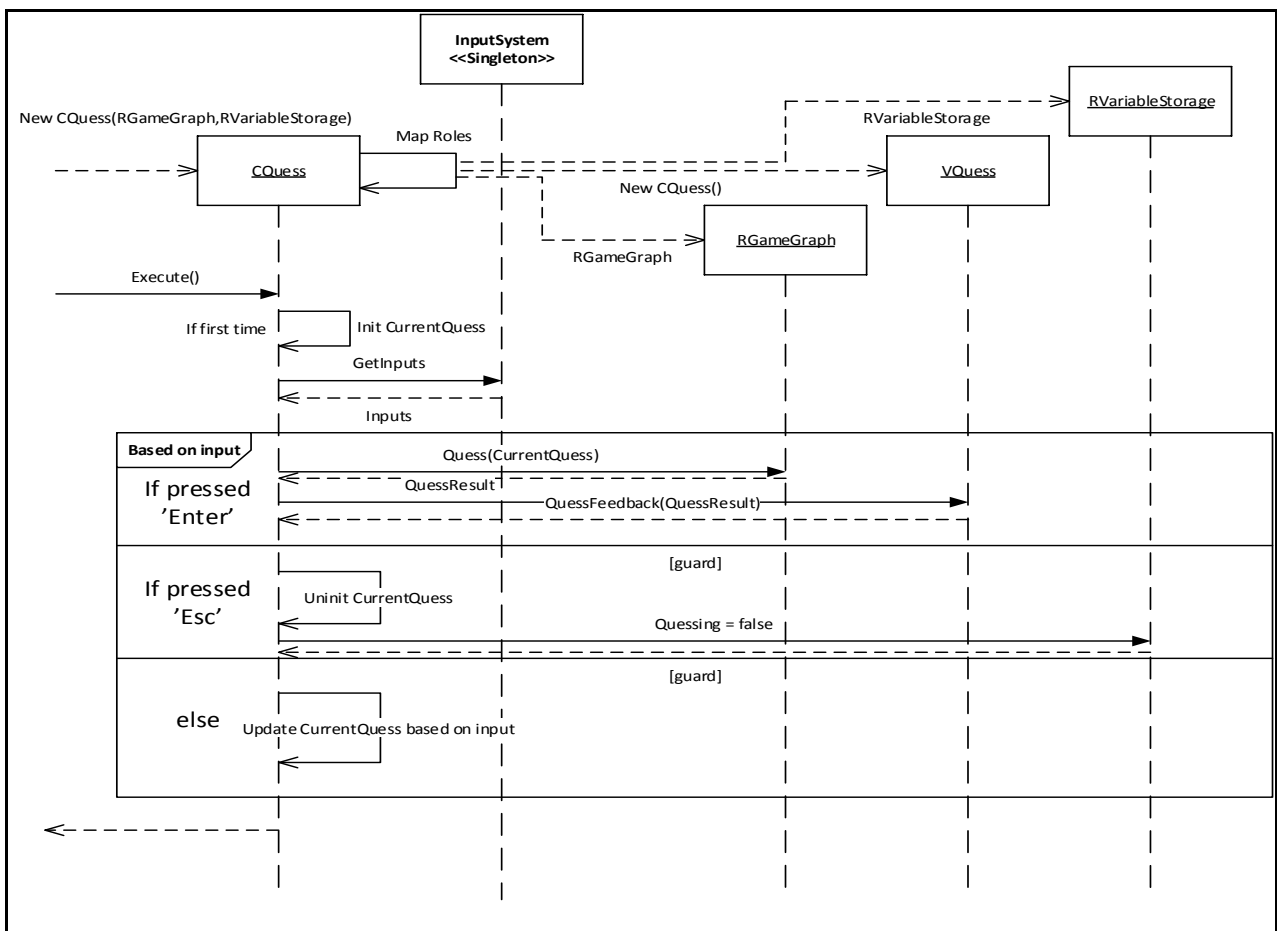 InputSystem
<<Singleton>>
RVariableStorage
New CQuess(RGameGraph,RVariableStorage)
Map Roles
RVariableStorage
CQuess
VQuess
New CQuess()
RGameGraph
RGameGraph
Execute()
If first time
Init CurrentQuess
GetInputs
Inputs
Based on input
Quess(CurrentQuess)
QuessResult
If pressed
’Enter’
QuessFeedback(QuessResult)
[guard]
If pressed
’Esc’
Uninit CurrentQuess
Quessing = false
[guard]
else
Update CurrentQuess based on input